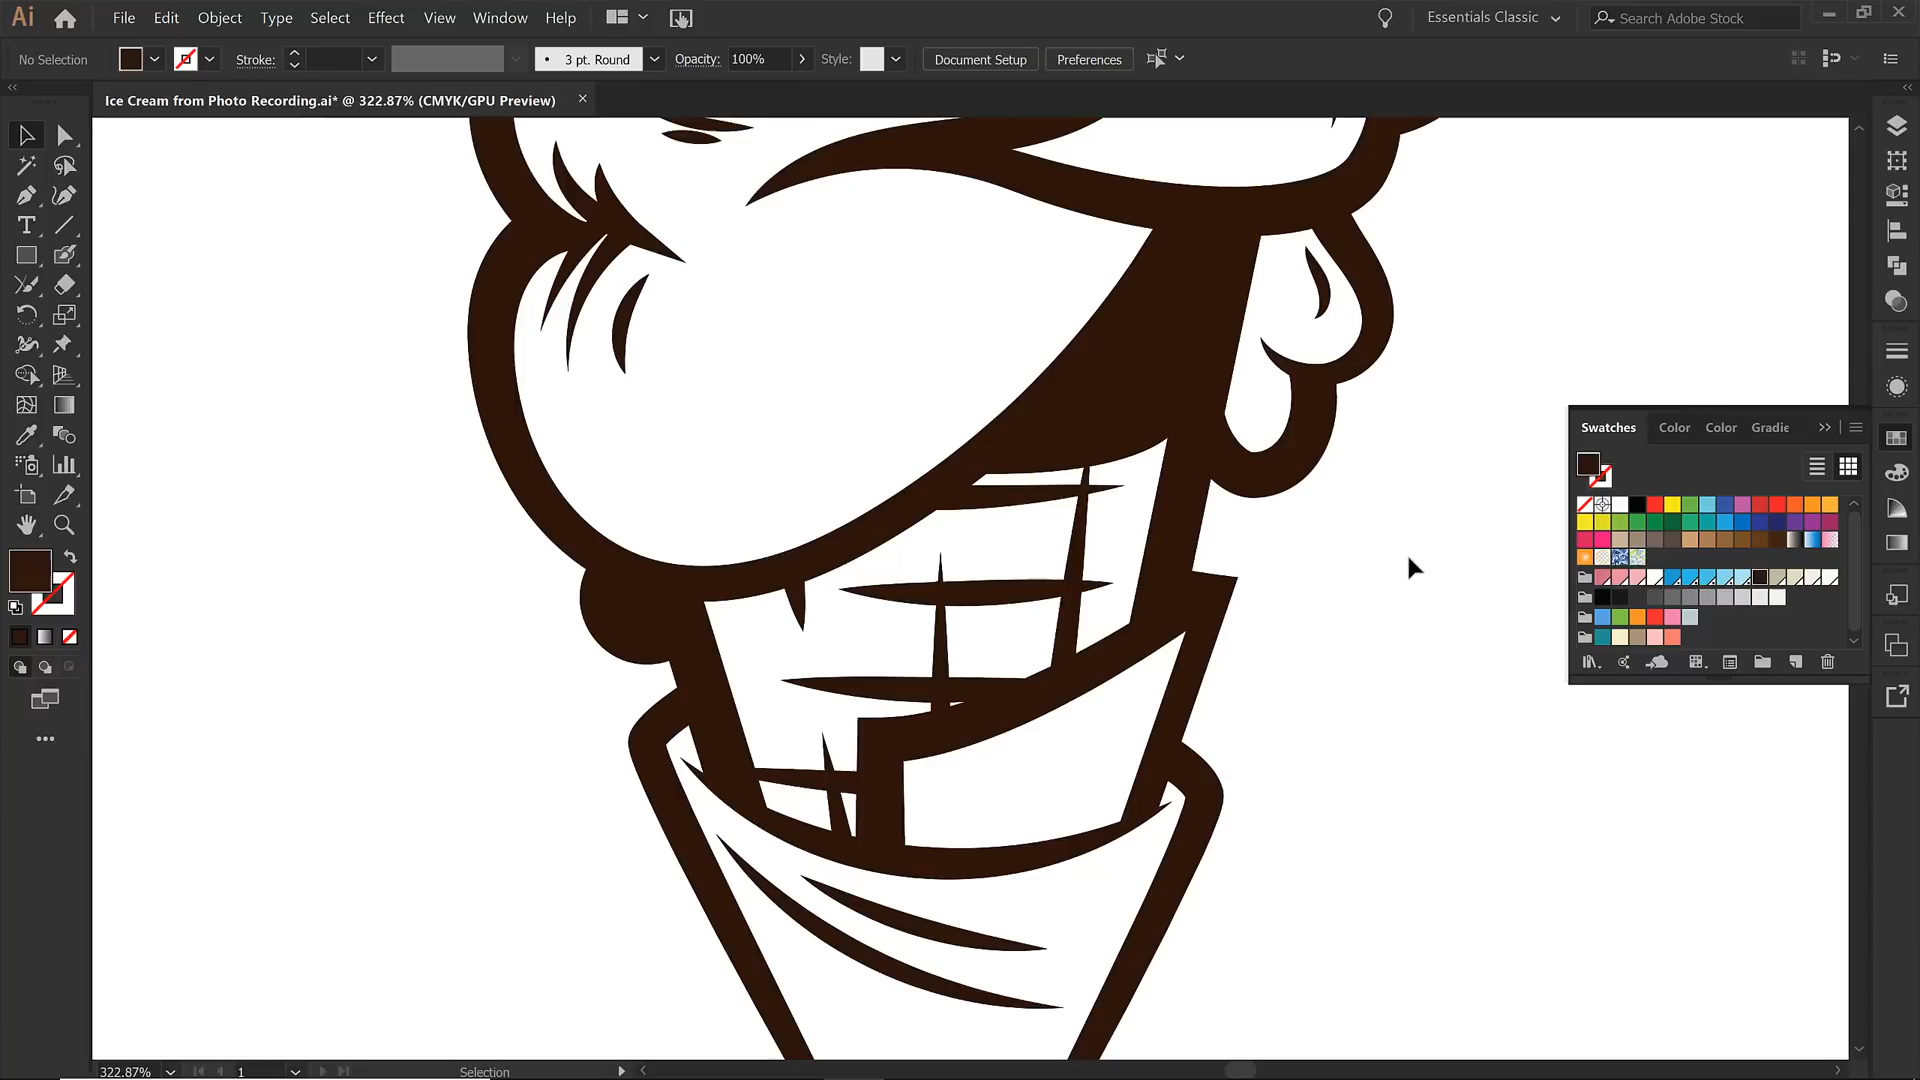 Ai File Edit Object Type Select Effect View Window Help Essentials Classic Search Adobe Stock
No Selection Stroke: 3 pt. Round Opacity: 100% Style: Document Setup Preferences
Ice Cream from Photo Recording.ai* @ 322.87% (CMYK/GPU Preview)
Swatches Color Color Gradie
322.87% 1 Selection